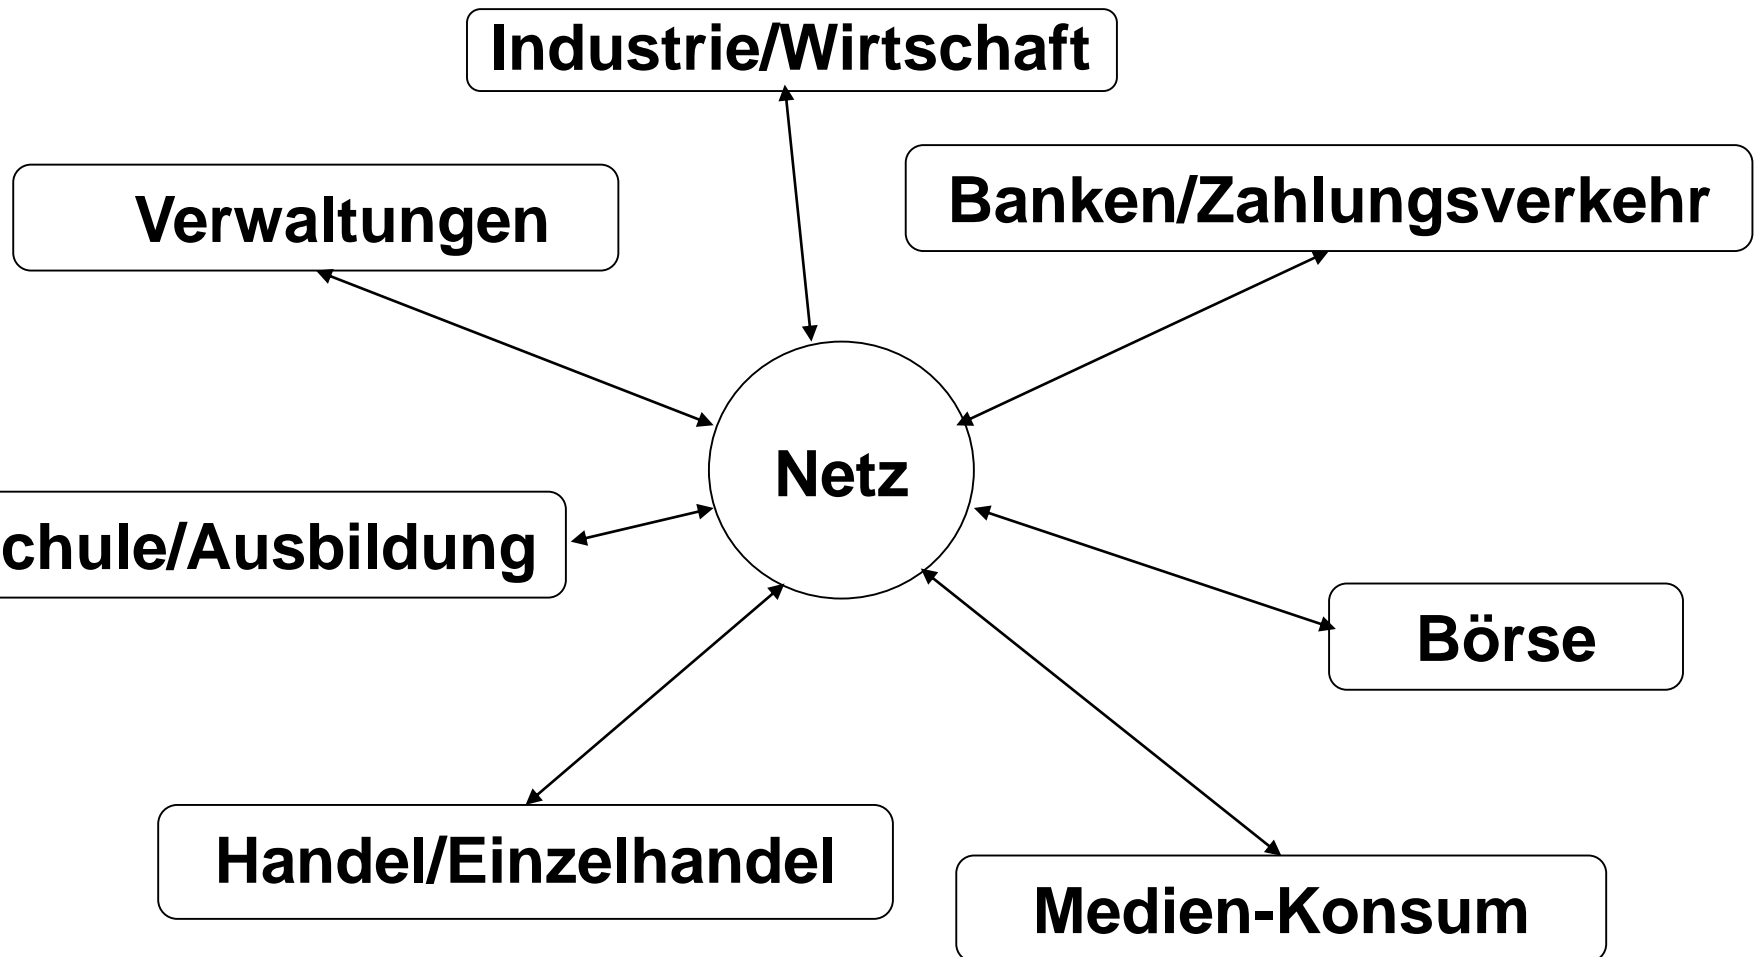 Industrie/Wirtschaft
Banken/Zahlungsverkehr
Verwaltungen
Netz
chule/Ausbildung
Börse
Handel/Einzelhandel
Medien-Konsum